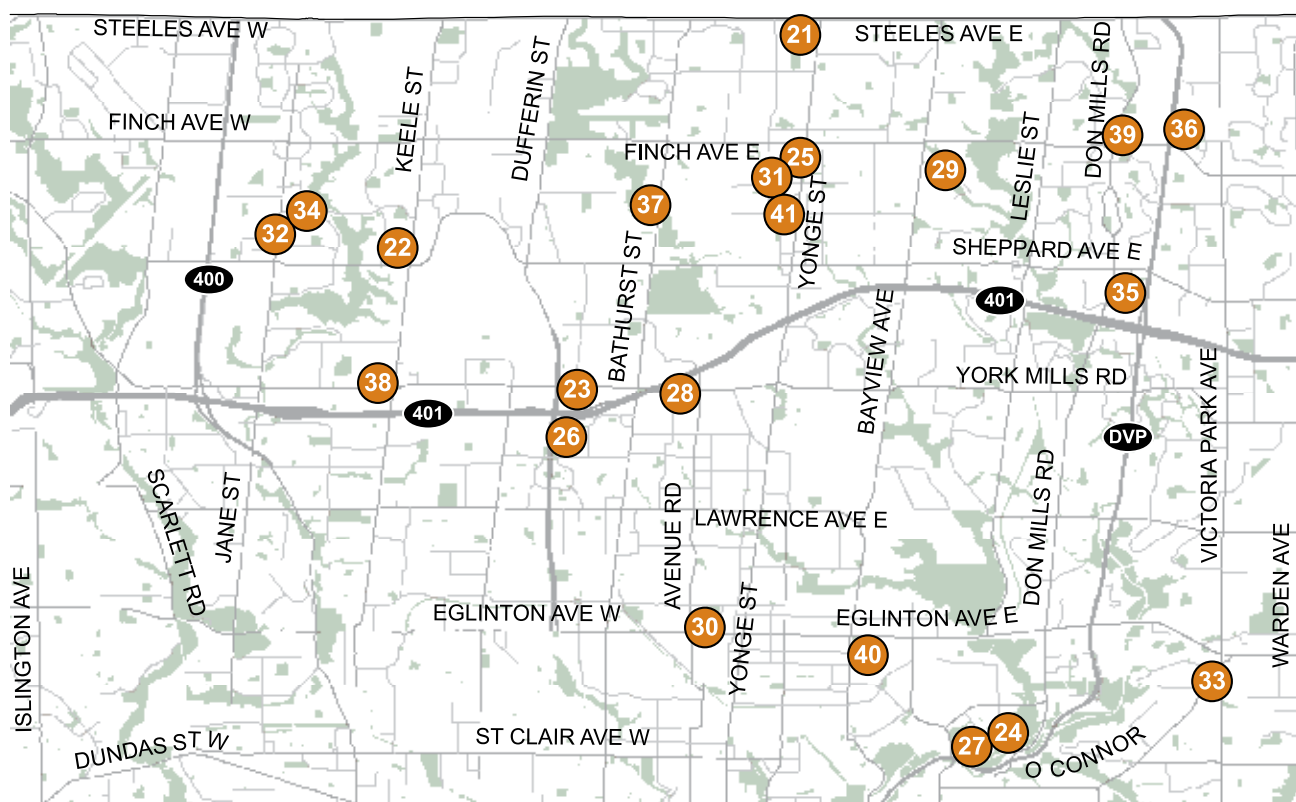 STEELES AVE W
21
STEELES AVE E
DON MILLS RD
KEELE ST
DUFFERIN ST
FINCH AVE W
FINCH AVE E
25
31
37
41
YONGE ST
29
LESLIE ST
39
36
34
32
22
BATHURST ST
SHEPPARD AVE E
400
401
35
BAYVIEW AVE
38
401
23
28
26
YORK MILLS RD
DVP
VICTORIA PARK AVE
SCARLETT RD
JANE ST
AVENUE RD
LAWRENCE AVE E
DON MILLS RD
WARDEN AVE
ISLINGTON AVE
EGLINTON AVE W
30
YONGE ST
EGLINTON AVE E
40
33
DUNDAS ST W
ST CLAIR AVE W
27
24
O CONNOR